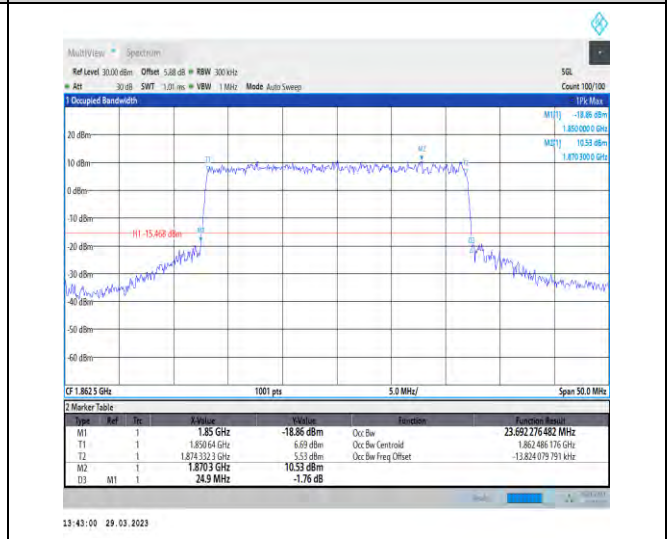 MultiView Spectrum
Ref Level 30.00 dBm Offset 5.88 dB RBW 300 kHz SGL
Att 30 dB SWT 1.01 ms VBW 1 MHz Mode Auto Sweep Count 100/100
1 Occupied Bandwidth 1Pk Max
M1[1] -18.86 dBm
1.850 000 0 GHz
M2[1] 10.53 dBm
1.870 300 0 GHz
20 dBm
M2
T1
10 dBm
0 dBm
-10 dBm
H1 -15.468 dBm
-20 dBm
-30 dBm
-40 dBm
-50 dBm
-60 dBm
CF 1.862 5 GHz 1001 pts 5.0 MHz/ Span 50.0 MHz
2 Marker Table
Type Ref Trc X-Value Y-Value Function Function Result
M1 1 1.85 GHz -18.86 dBm Occ Bw 23.692 276 482 MHz
T1 1 1.850 64 GHz 6.69 dBm Occ Bw Centroid 1.862 486 176 GHz
T2 1 1.874 332 3 GHz 5.53 dBm Occ Bw Freq Offset -13.824 079 791 kHz
M2 1 1.870 3 GHz 10.53 dBm
D3 M1 1 24.9 MHz -1.76 dB
13:43:00 29.03.2023